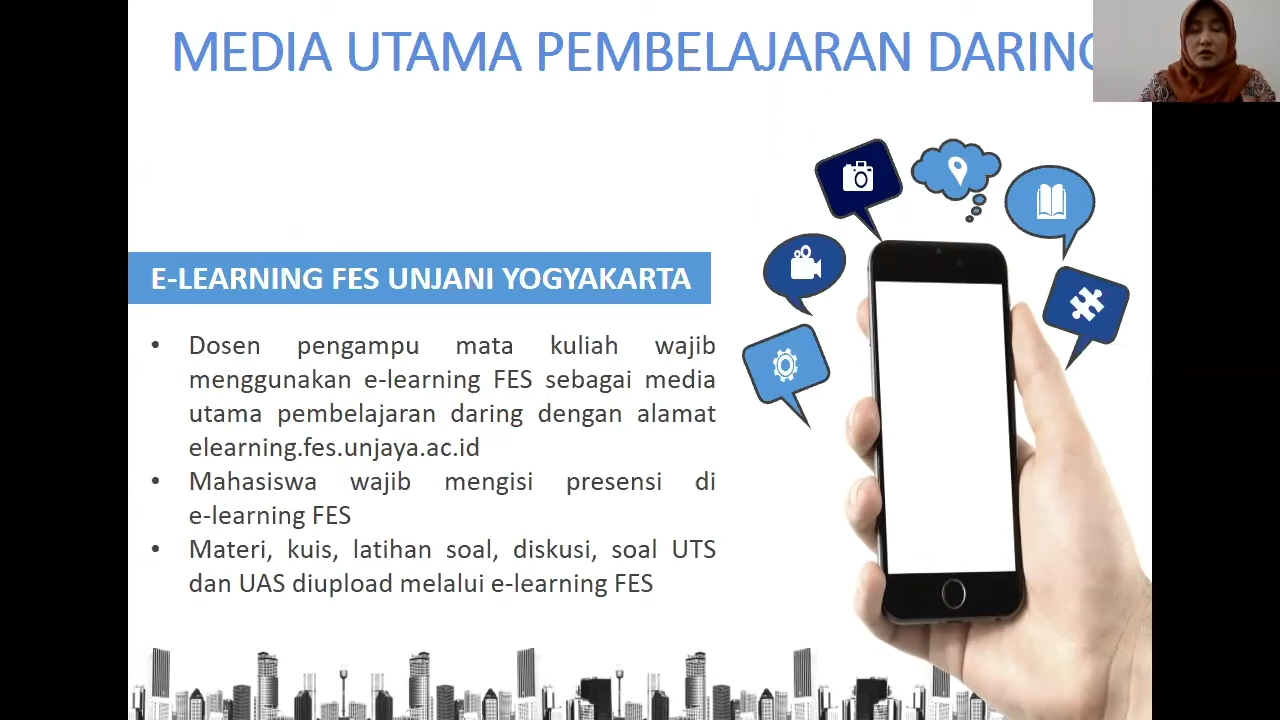 MEDIA UTAMA PEMBELAJARAN DARING
E-LEARNING FES UNJANI YOGYAKARTA
• Dosen pengampu mata kuliah wajib
menggunakan e-learning FES sebagai media
utama pembelajaran daring dengan alamat
elearning.fes.unjaya.ac.id
• Mahasiswa wajib mengisi presensi di
e-learning FES
• Materi, kuis, latihan soal, diskusi, soal UTS
dan UAS diupload melalui e-learning FES